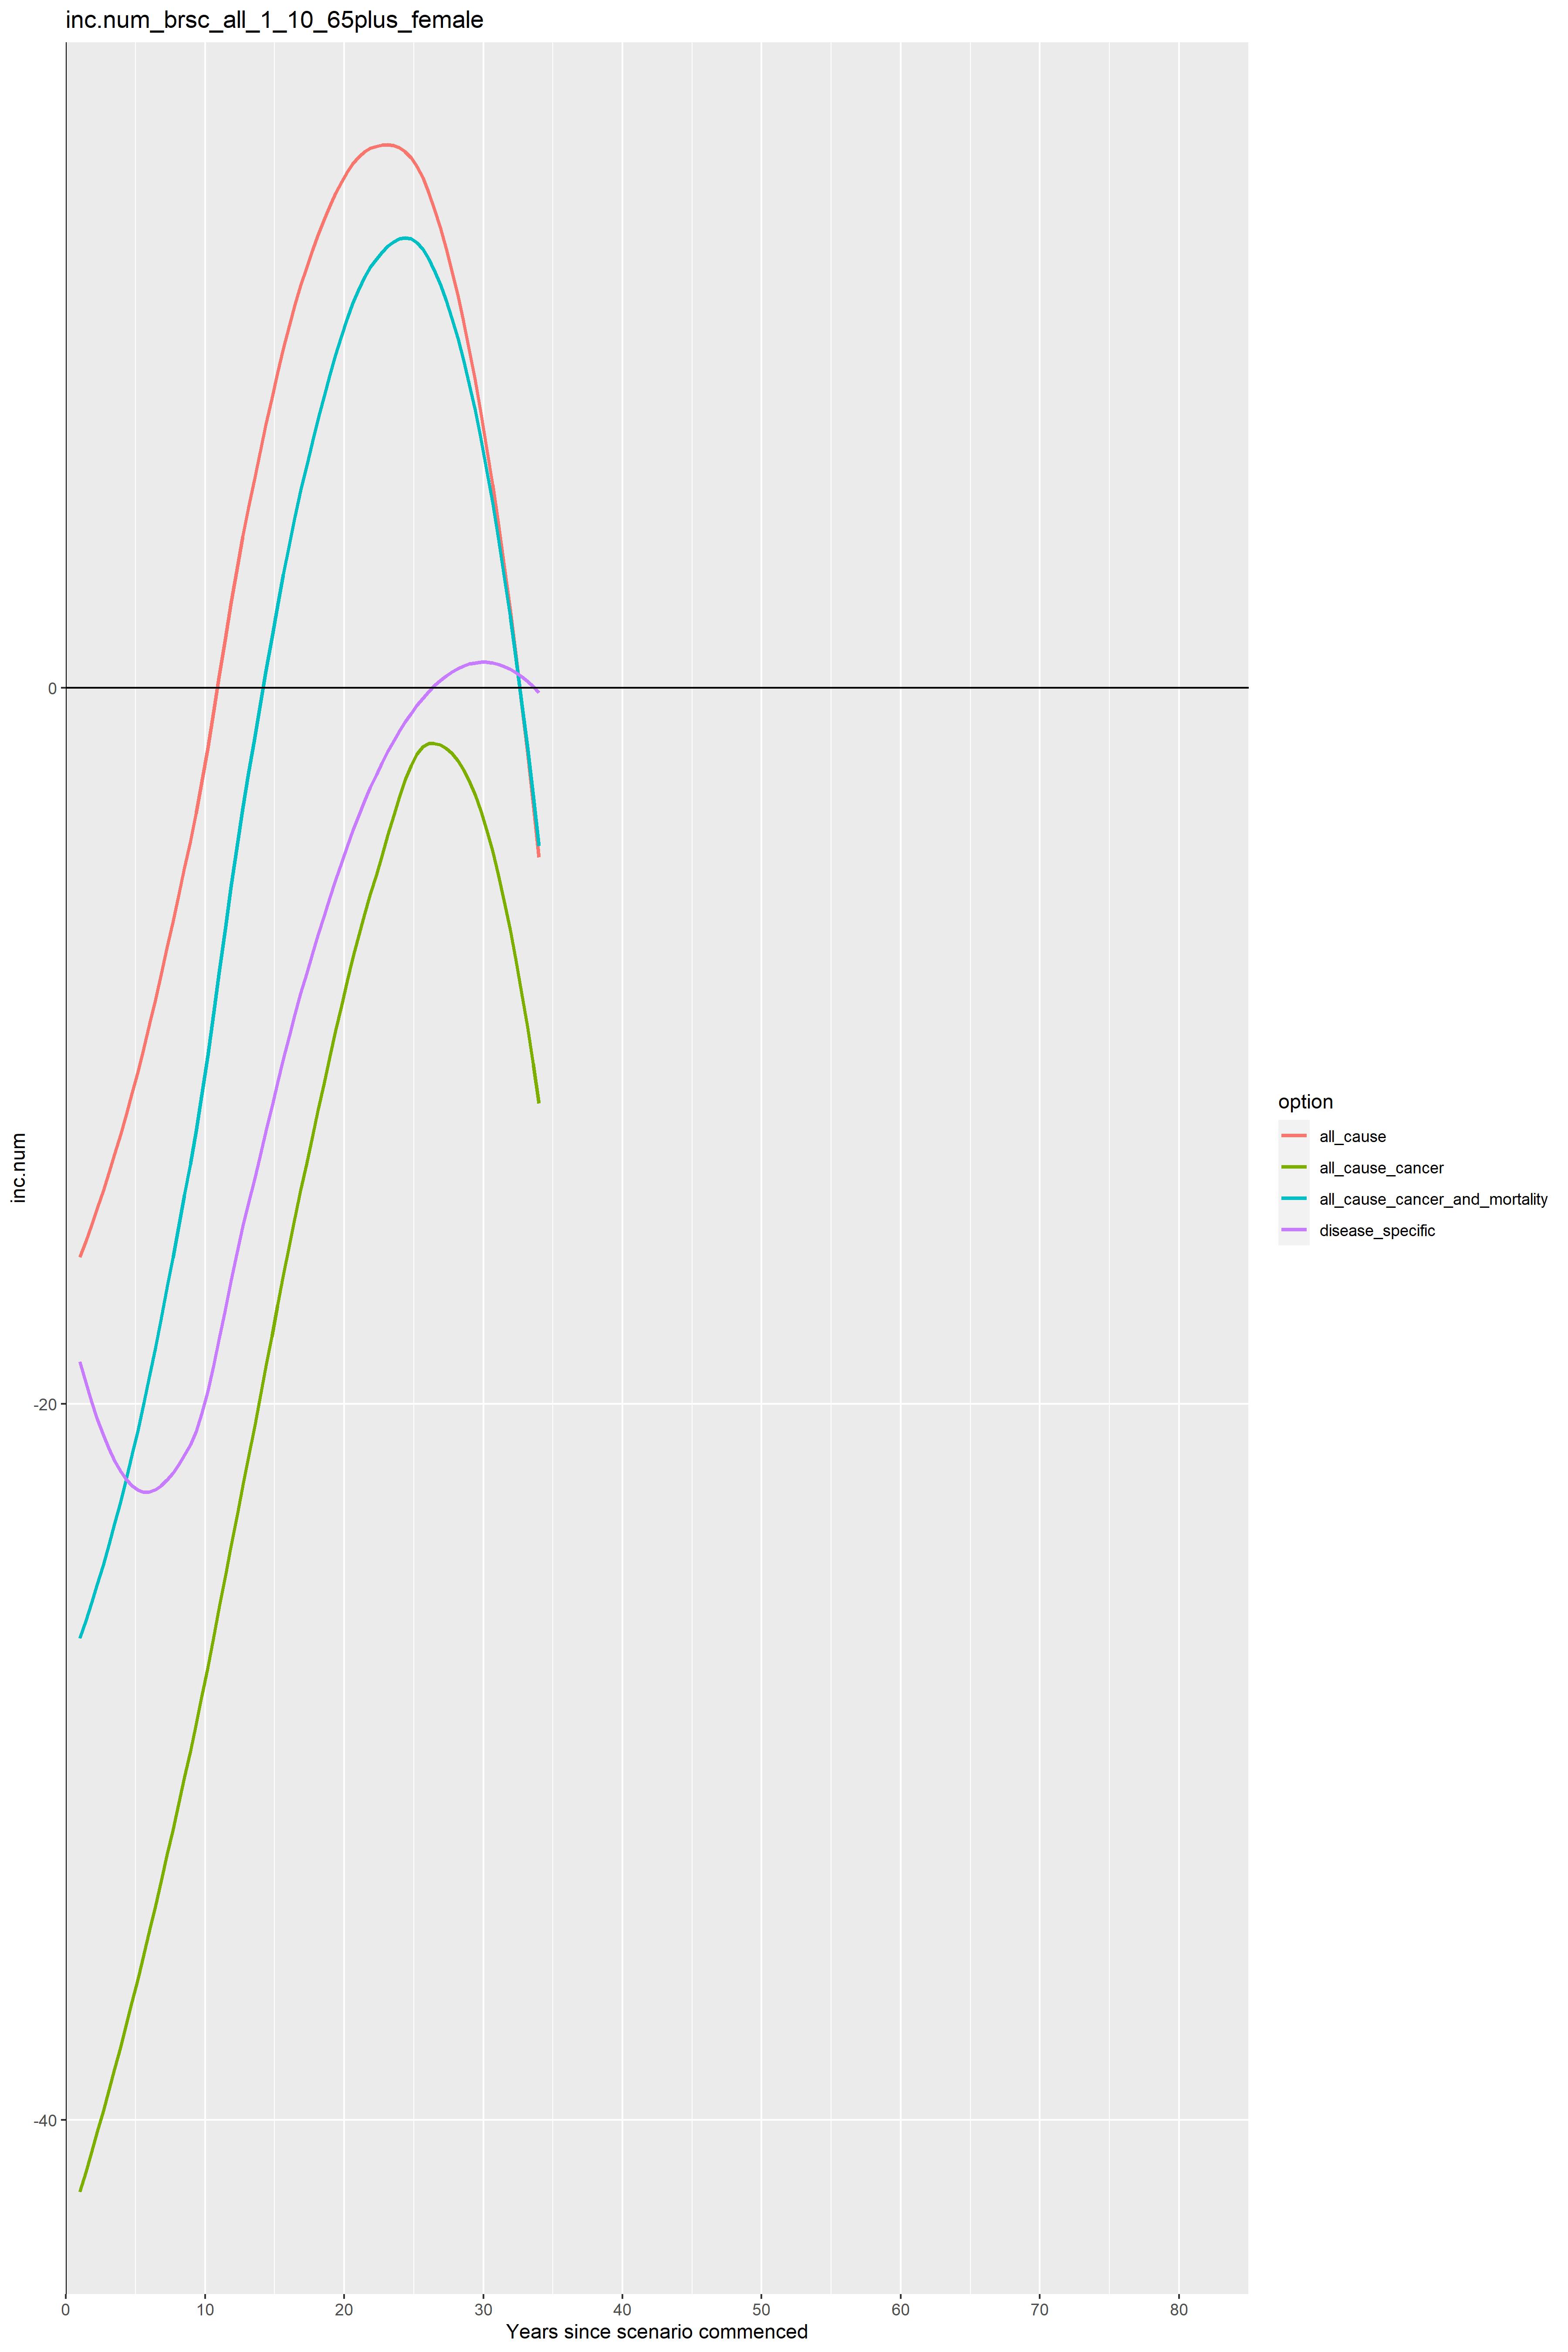 inc.num_brsc_all_1_10_65plus_female
0
-20
-40
inc.num
0 10 20 30 40 50 60 70 80
Years since scenario commenced
option
all_cause
all_cause_cancer
all_cause_cancer_and_mortality
disease_specific